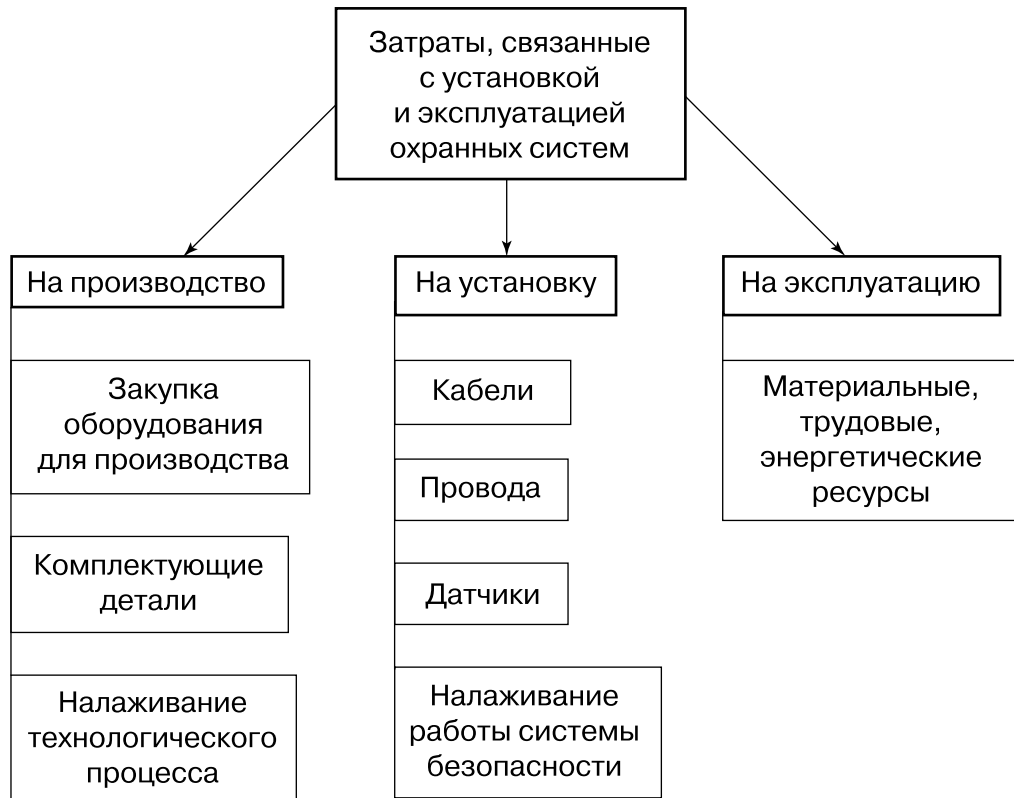 Затраты, связанные
с установкой
и эксплуатацией
охранных систем
На производство
Закупка
оборудования
для производства
Комплектующие
детали
Налаживание
технологического
процесса
На установку
Кабели
Провода
Датчики
Налаживание
работы системы
безопасности
На эксплуатацию
Материальные,
трудовые,
энергетические
ресурсы